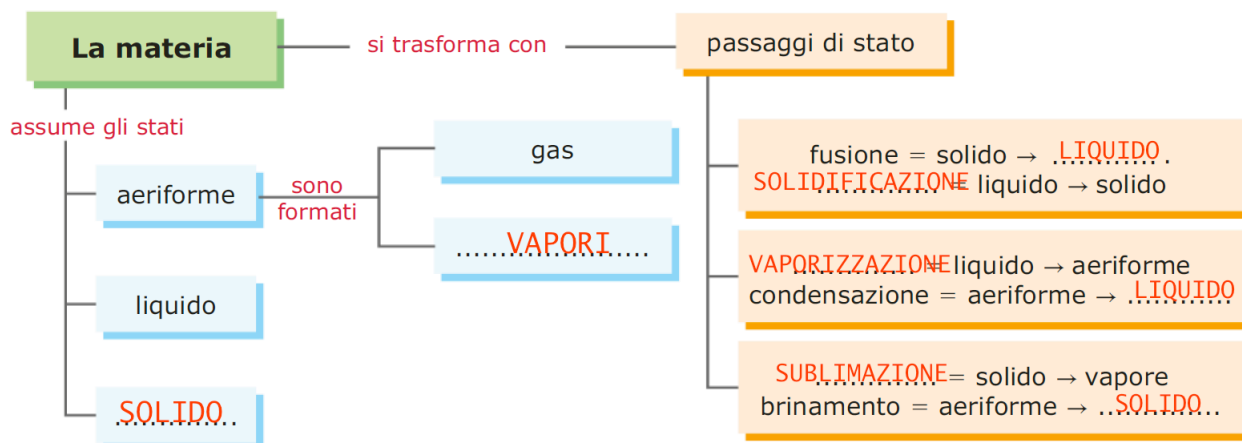 La materia
si trasforma con
passaggi di stato
assume gli stati
aeriforme
sono
formati
gas
VAPORI
liquido
SOLIDO
fusione = solido → LIQUIDO.
SOLIDIFICAZIONE = liquido → solido
VAPORIZZAZIONE = liquido → aeriforme
condensazione = aeriforme → LIQUIDO
SUBLIMAZIONE = solido → vapore
brinamento = aeriforme → SOLIDO